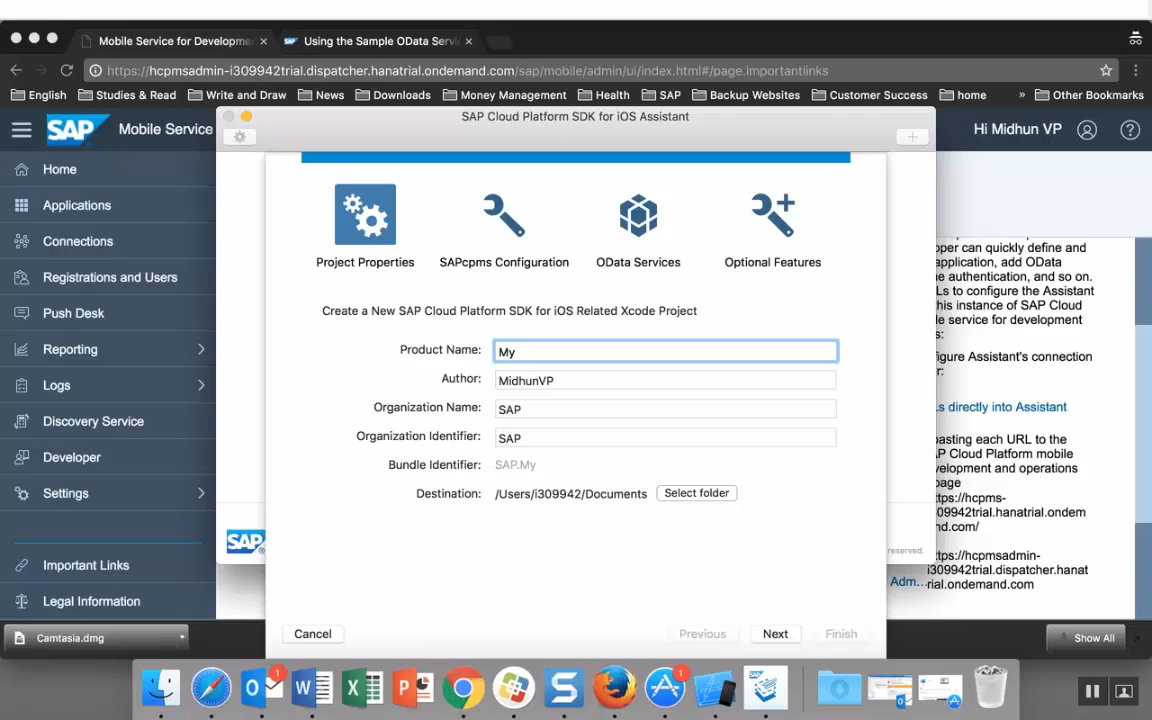 Mobile Service for Developme
Using the Sample OData Servi
https://hcpmsadmin-i309942trial.dispatcher.hanatrial.ondemand.com/sap/mobile/admin/ui/index.html#/page.importantlinks
English Studies & Read Write and Draw News Downloads Money Management Health SAP Backup Websites Customer Success home » Other Bookmarks
SAP Mobile Service
SAP Cloud Platform SDK for iOS Assistant
Hi Midhun VP
Home
Applications
Connections
Registrations and Users
Push Desk
Reporting
Logs
Discovery Service
Developer
Settings
Important Links
Legal Information
Project Properties SAPcpms Configuration OData Services Optional Features
Create a New SAP Cloud Platform SDK for iOS Related Xcode Project
Product Name: My
Author: MidhunVP
Organization Name: SAP
Organization Identifier: SAP
Bundle Identifier: SAP.My
Destination: /Users/i309942/Documents Select folder
SAP
reserved.
Cancel Previous Next Finish
oper can quickly define and
application, add OData
e authentication, and so on.
Ls to configure the Assistant
this instance of SAP Cloud
le service for development
s:
figure Assistant's connection
r:
s directly into Assistant
pasting each URL to the
P Cloud Platform mobile
velopment and operations
page
ttps://hcpms-
309942trial.hanatrial.ondem
nd.com/
ttps://hcpmsadmin-
i309942trial.dispatcher.hanat
Adm... rial.ondemand.com
Camtasia.dmg
Show All
1
1